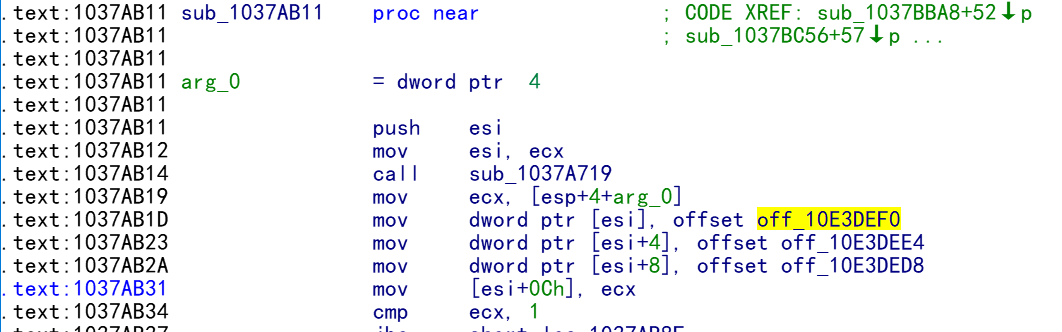 .text:1037AB11 sub_1037AB11 proc near ; CODE XREF: sub_1037BBA8+52↓p
.text:1037AB11 ; sub_1037BC56+57↓p ...
.text:1037AB11
.text:1037AB11 arg_0 = dword ptr 4
.text:1037AB11
.text:1037AB11 push esi
.text:1037AB12 mov esi, ecx
.text:1037AB14 call sub_1037A719
.text:1037AB19 mov ecx, [esp+4+arg_0]
.text:1037AB1D mov dword ptr [esi], offset off_10E3DEF0
.text:1037AB23 mov dword ptr [esi+4], offset off_10E3DEE4
.text:1037AB2A mov dword ptr [esi+8], offset off_10E3DED8
.text:1037AB31 mov [esi+0Ch], ecx
.text:1037AB34 cmp ecx, 1